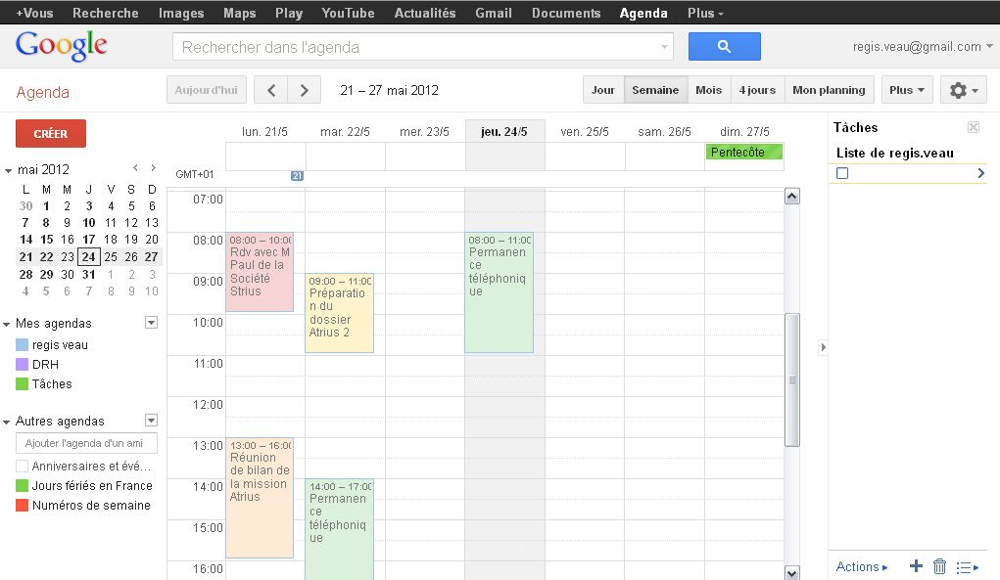 +Vous Recherche Images Maps Play YouTube Actualités Gmail Documents Agenda Plus
Google
Rechercher dans l'agenda
regis.veau@gmail.com
Agenda
Aujourd'hui
21 – 27 mai 2012
Jour Semaine Mois 4 jours Mon planning Plus
CRÉER
mai 2012
L M M J V S D
30 1 2 3 4 5 6
7 8 9 10 11 12 13
14 15 16 17 18 19 20
21 22 23 24 25 26 27
28 29 30 31 1 2 3
4 5 6 7 8 9 10
Mes agendas
regis veau
DRH
Tâches
Autres agendas
Ajouter l'agenda d'un ami
Anniversaires et évé...
Jours fériés en France
Numéros de semaine
lun. 21/5 mar. 22/5 mer. 23/5 jeu. 24/5 ven. 25/5 sam. 26/5 dim. 27/5
Pentecôte
GMT+01
21
07:00
08:00
09:00
10:00
11:00
12:00
13:00
14:00
15:00
16:00
08:00 – 10:00
Rdv avec M
Paul de la
Société
Strius
13:00 – 16:00
Réunion
de bilan de
la mission
Atrius
09:00 – 11:00
Préparatio
n du
dossier
Atrius 2
14:00 – 17:00
Permanen
ce
téléphoniq
ue
08:00 – 11:00
Permanen
ce
téléphoniq
ue
Tâches
Liste de regis.veau
Actions